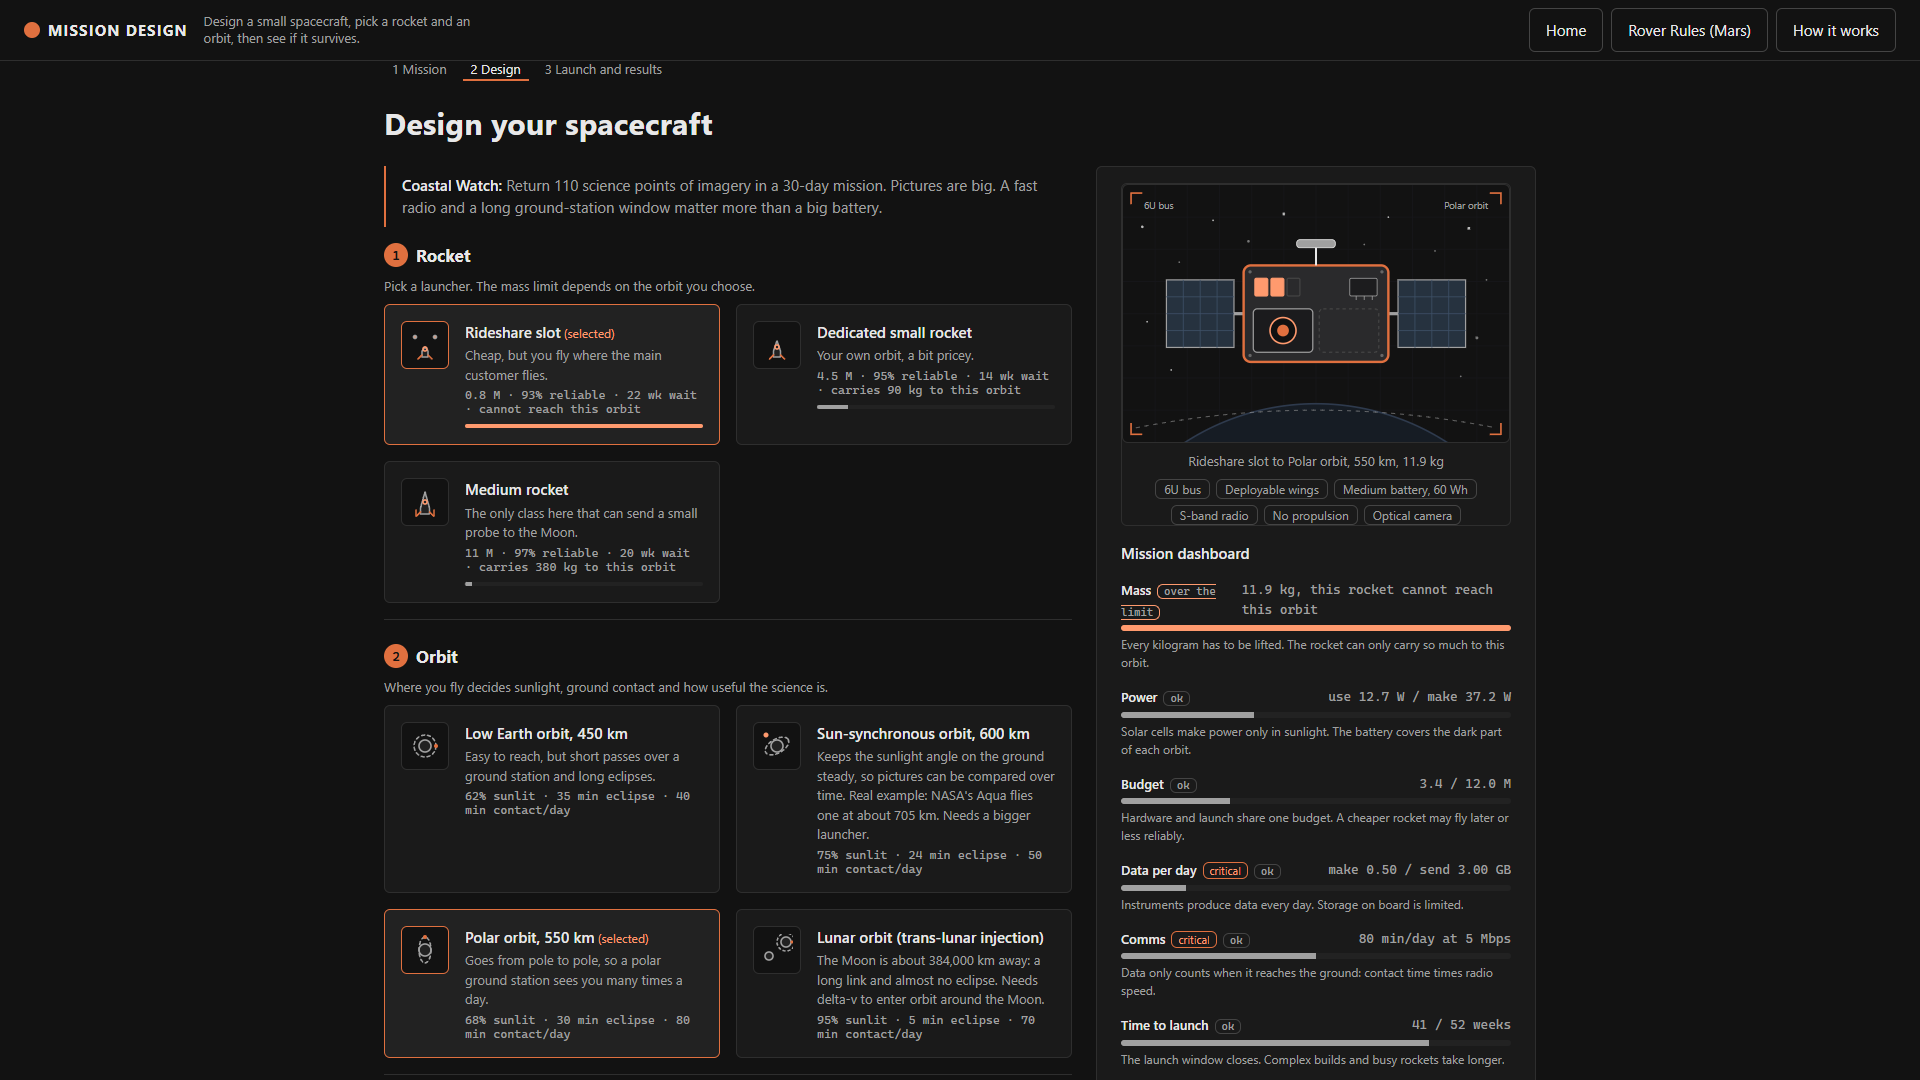 MISSION DESIGN
Design a small spacecraft, pick a rocket and an
orbit, then see if it survives.
Home
Rover Rules (Mars)
How it works
1 Mission
2 Design
3 Launch and results
Design your spacecraft
Coastal Watch: Return 110 science points of imagery in a 30-day mission. Pictures are big. A fast
radio and a long ground-station window matter more than a big battery.
1 Rocket
Pick a launcher. The mass limit depends on the orbit you choose.
Rideshare slot (selected)
Cheap, but you fly where the main
customer flies.
0.8 M · 93% reliable · 22 wk wait
· cannot reach this orbit
Dedicated small rocket
Your own orbit, a bit pricey.
4.5 M · 95% reliable · 14 wk wait
· carries 90 kg to this orbit
Medium rocket
The only class here that can send a small
probe to the Moon.
11 M · 97% reliable · 20 wk wait
· carries 380 kg to this orbit
2 Orbit
Where you fly decides sunlight, ground contact and how useful the science is.
Low Earth orbit, 450 km
Easy to reach, but short passes over a
ground station and long eclipses.
62% sunlit · 35 min eclipse · 40
min contact/day
Sun-synchronous orbit, 600 km
Keeps the sunlight angle on the ground
steady, so pictures can be compared over
time. Real example: NASA's Aqua flies
one at about 705 km. Needs a bigger
launcher.
75% sunlit · 24 min eclipse · 50
min contact/day
Polar orbit, 550 km (selected)
Goes from pole to pole, so a polar
ground station sees you many times a
day.
68% sunlit · 30 min eclipse · 80
min contact/day
Lunar orbit (trans-lunar injection)
The Moon is about 384,000 km away: a
long link and almost no eclipse. Needs
delta-v to enter orbit around the Moon.
95% sunlit · 5 min eclipse · 70
min contact/day
6U bus
Polar orbit
Rideshare slot to Polar orbit, 550 km, 11.9 kg
6U bus
Deployable wings
Medium battery, 60 Wh
S-band radio
No propulsion
Optical camera
Mission dashboard
Mass over the
limit
11.9 kg, this rocket cannot reach
this orbit
Every kilogram has to be lifted. The rocket can only carry so much to this
orbit.
Power ok
use 12.7 W / make 37.2 W
Solar cells make power only in sunlight. The battery covers the dark part
of each orbit.
Budget ok
3.4 / 12.0 M
Hardware and launch share one budget. A cheaper rocket may fly later or
less reliably.
Data per day critical ok
make 0.50 / send 3.00 GB
Instruments produce data every day. Storage on board is limited.
Comms critical ok
80 min/day at 5 Mbps
Data only counts when it reaches the ground: contact time times radio
speed.
Time to launch ok
41 / 52 weeks
The launch window closes. Complex builds and busy rockets take longer.